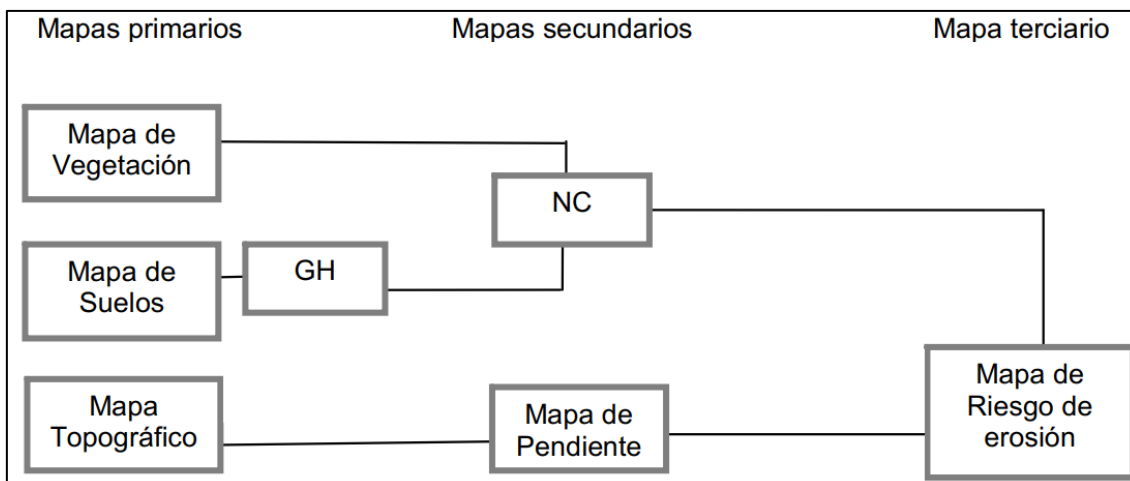 Mapas primarios
Mapas secundarios
Mapa terciario
Mapa de
Vegetación
NC
Mapa de
Suelos
GH
Mapa
Topográfico
Mapa de
Pendiente
Mapa de
Riesgo de
erosión